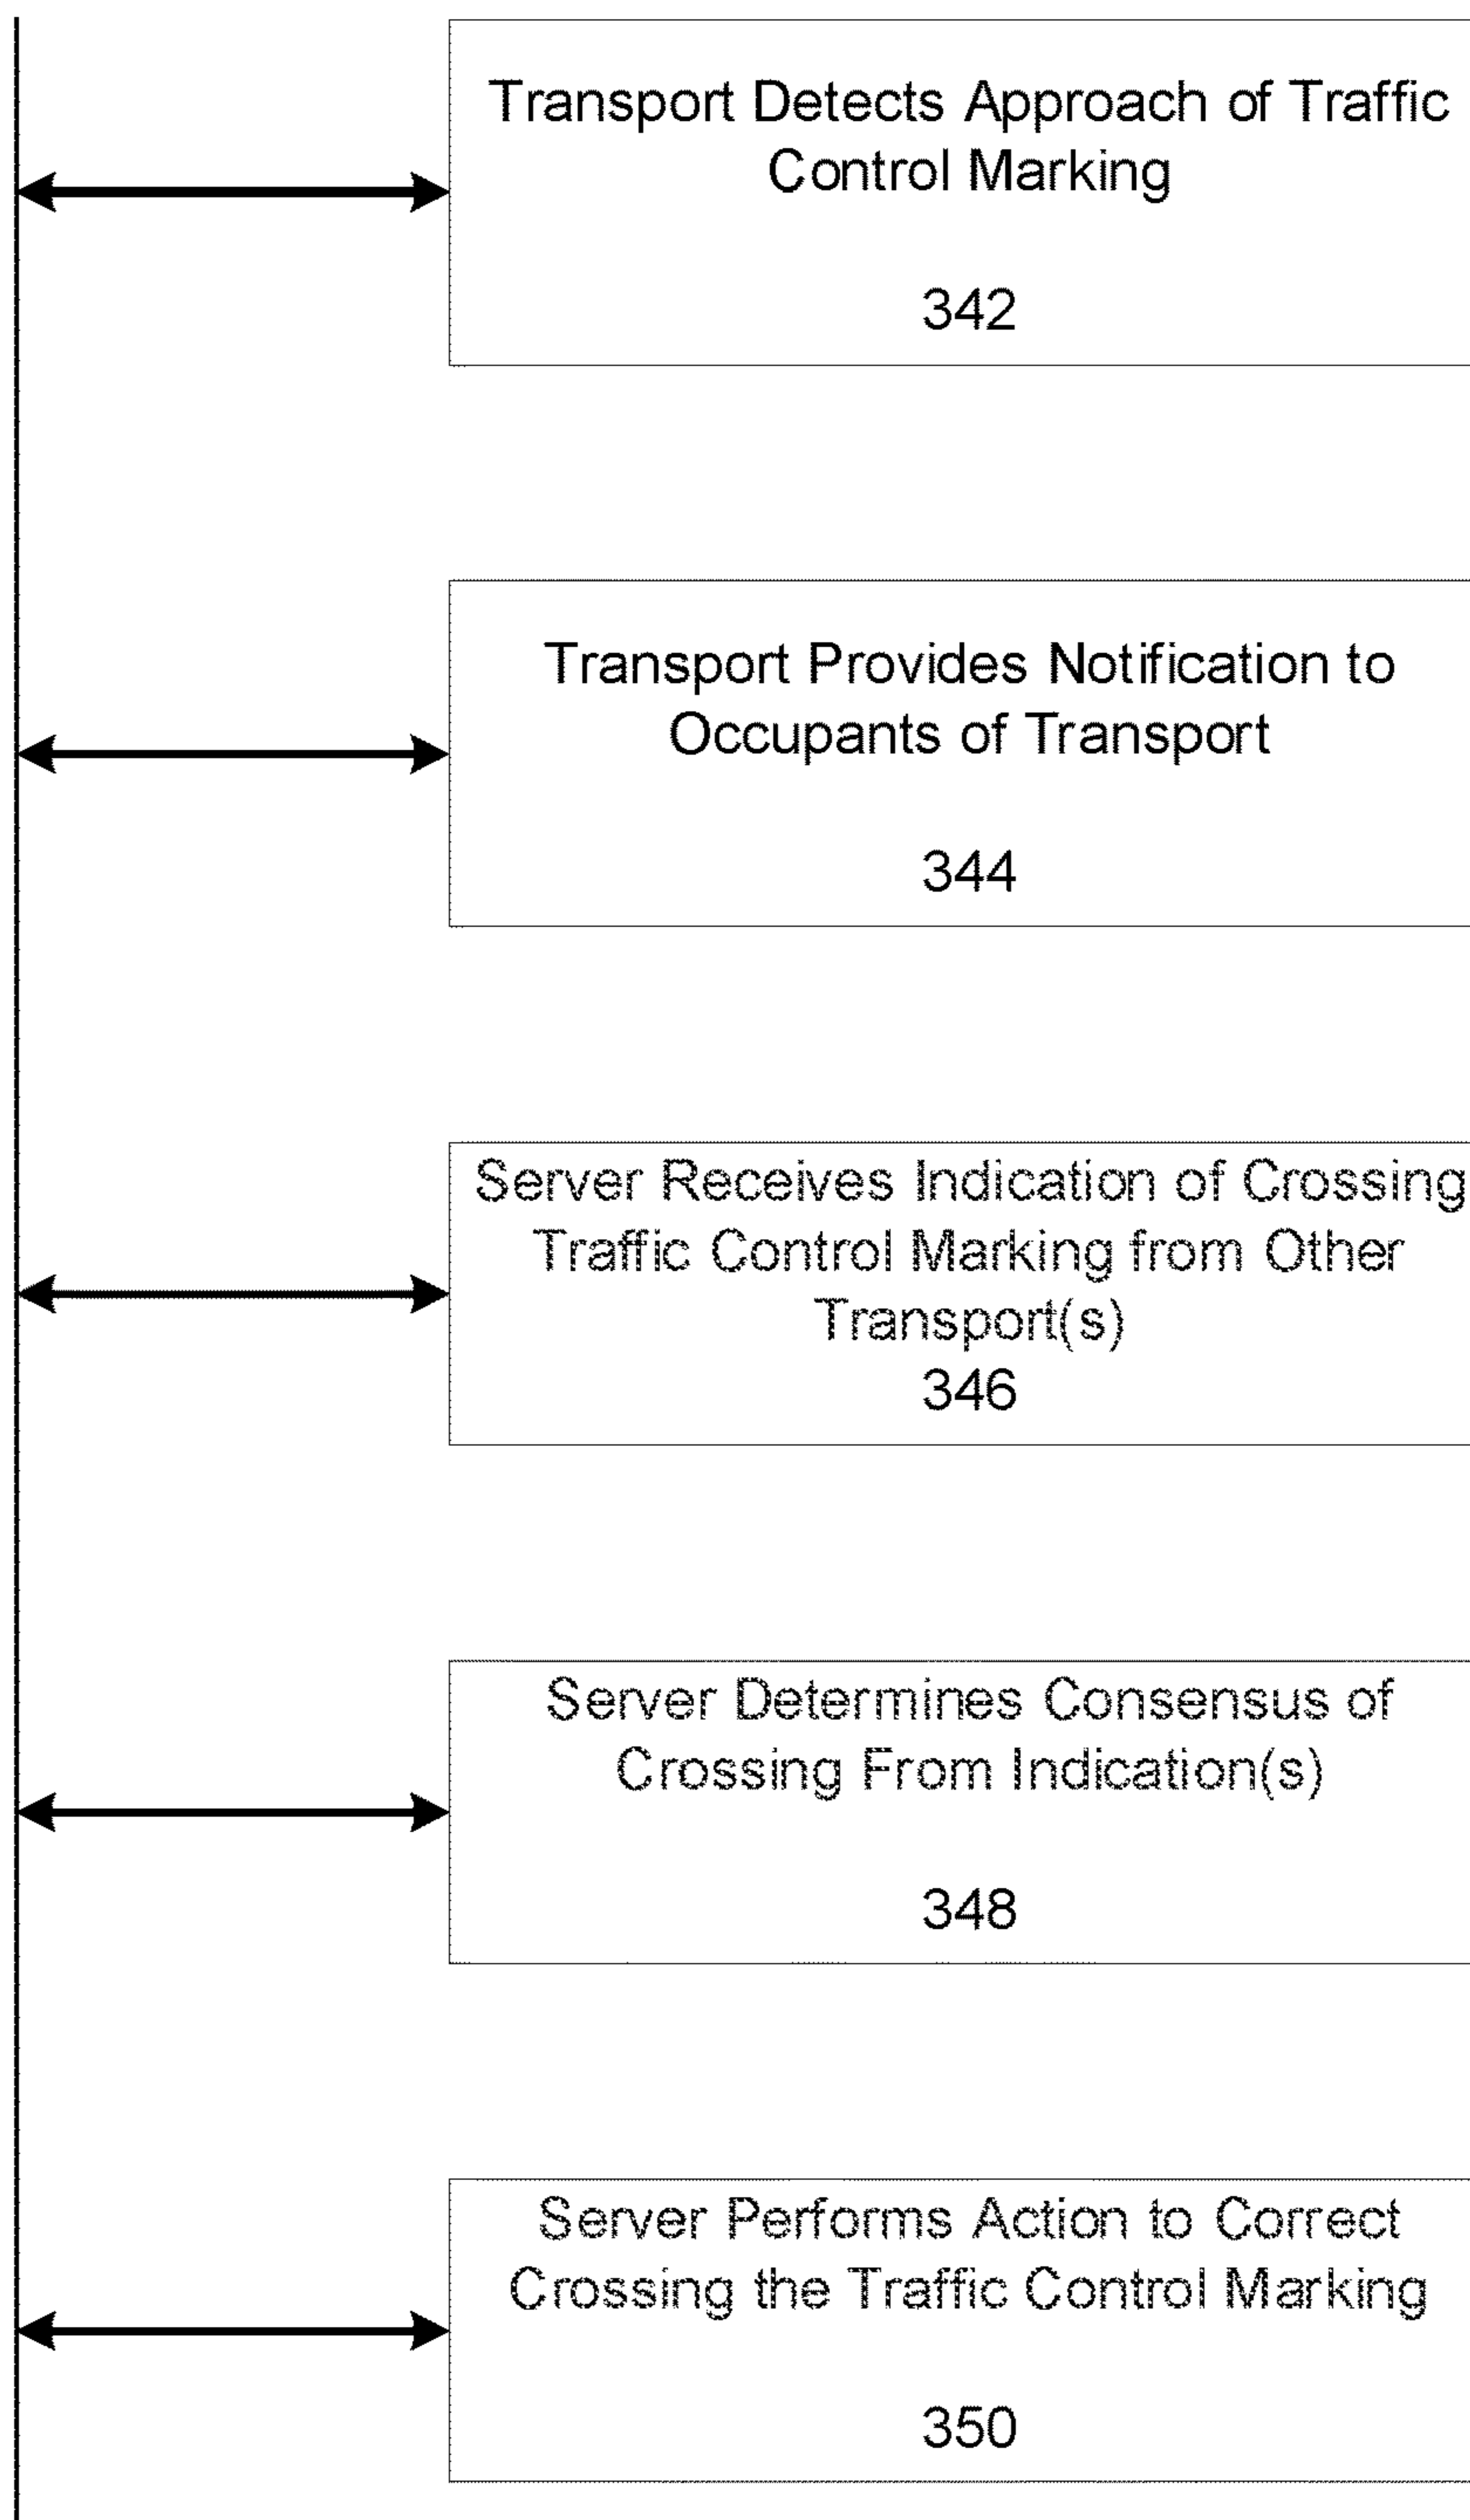 Transport Detects Approach of Traffic
Control Marking
342
Transport Provides Notification to
Occupants of Transport
344
Server Receives Indication of Crossing
Traffic Control Marking from Other
Transport(s)
346
Server Determines Consensus of
Crossing From Indication(s)
348
Server Performs Action to Correct
Crossing the Traffic Control Marking
350